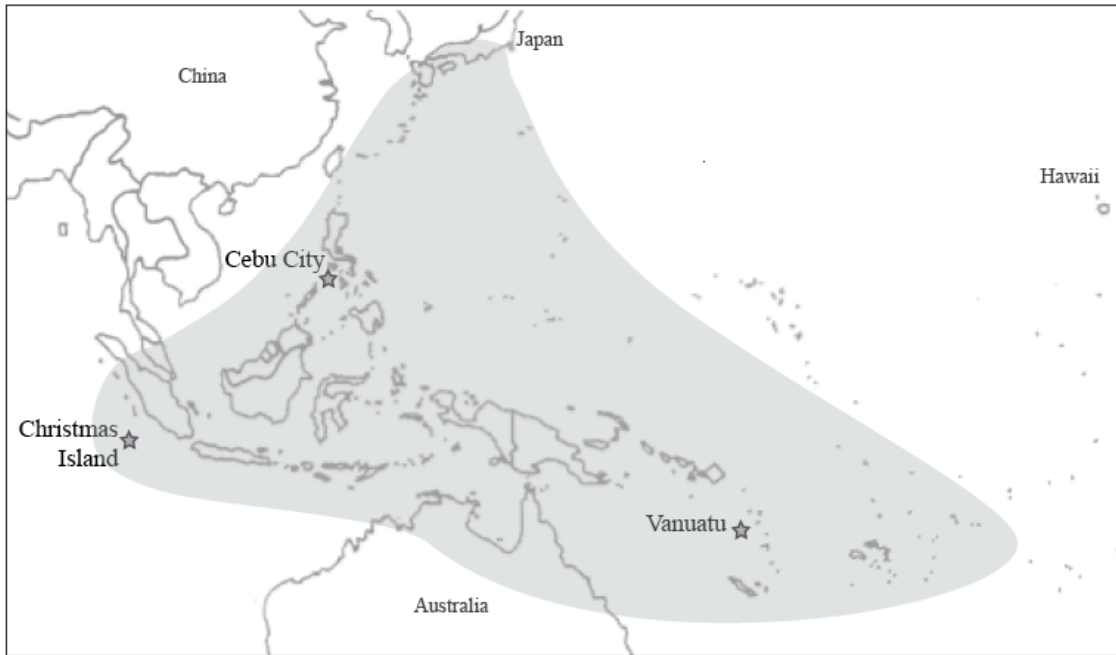 Japan
China
Hawaii
Cebu City
Christmas
Island
Vanuatu
Australia